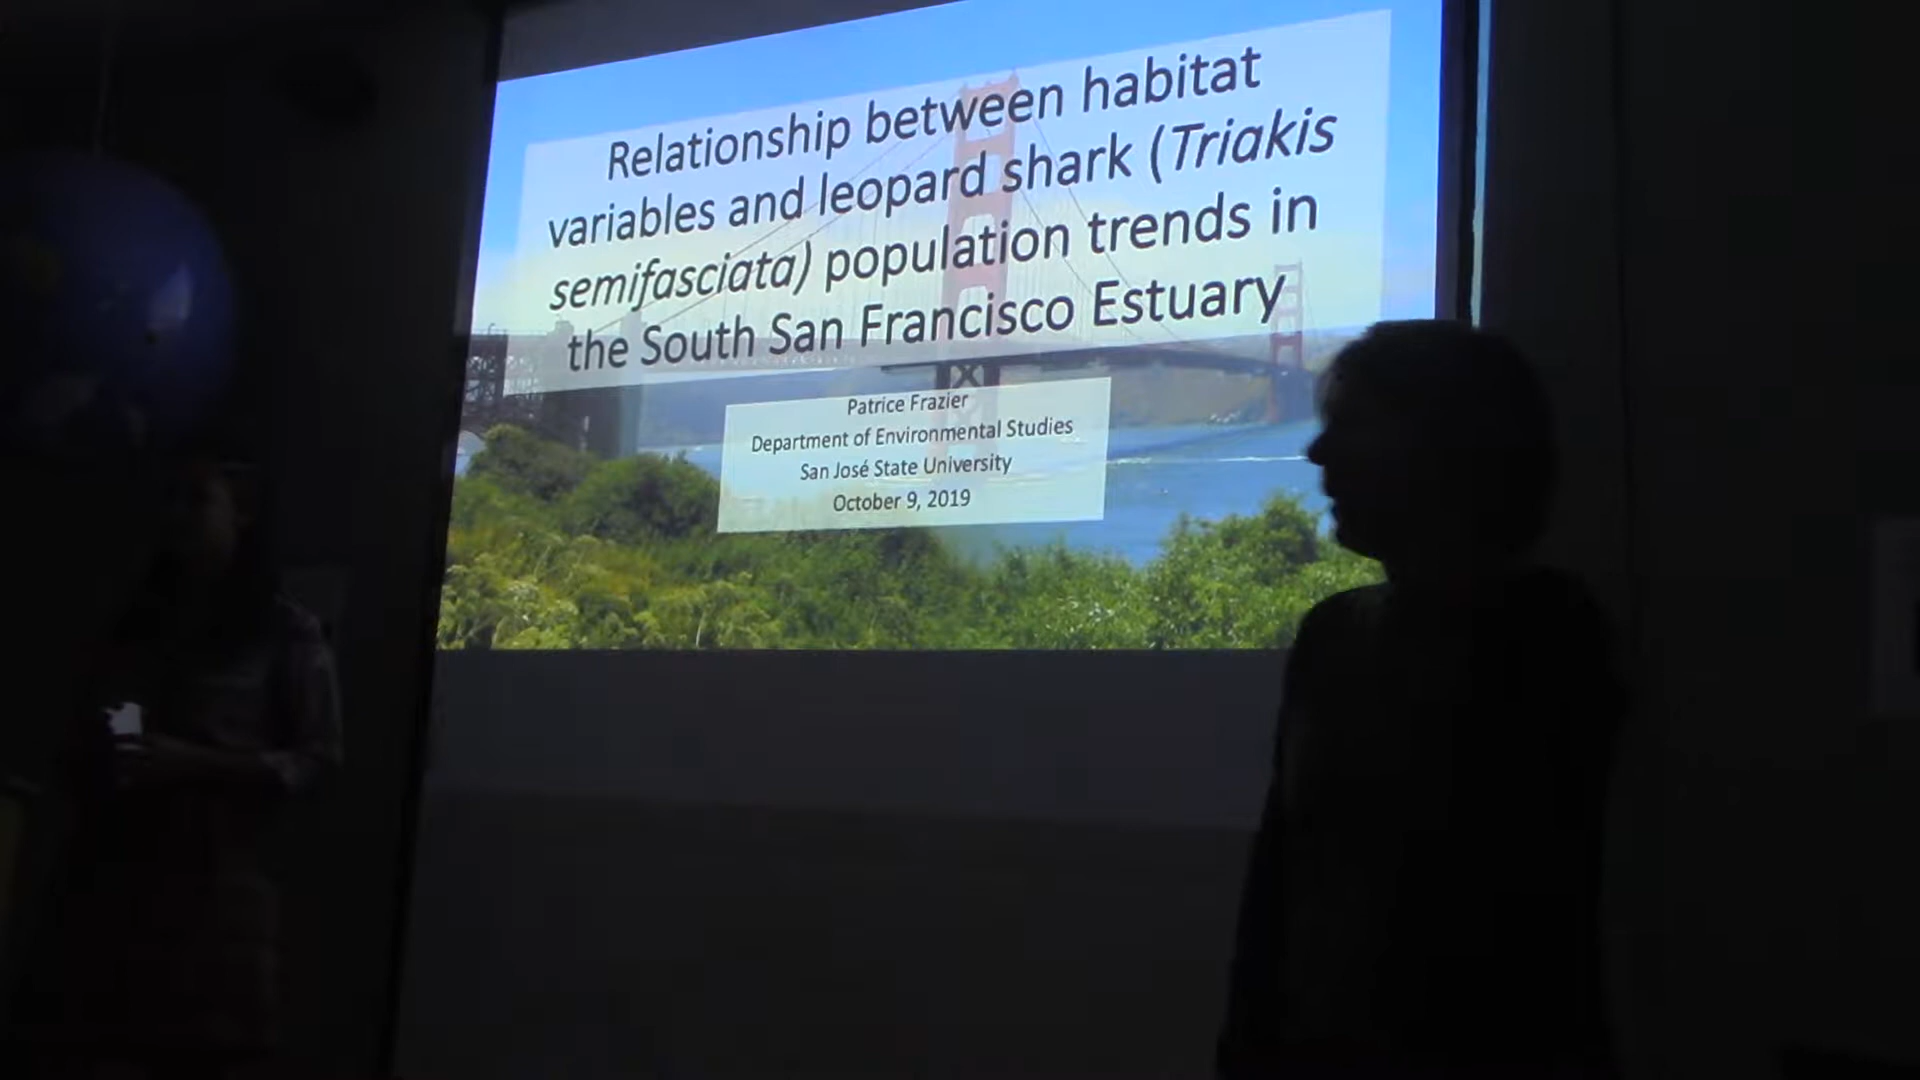 Relationship between habitat
variables and leopard shark (Triakis
semifasciata) population trends in
the South San Francisco Estuary
Patrice Frazier
Department of Environmental Studies
San José State University
October 9, 2019